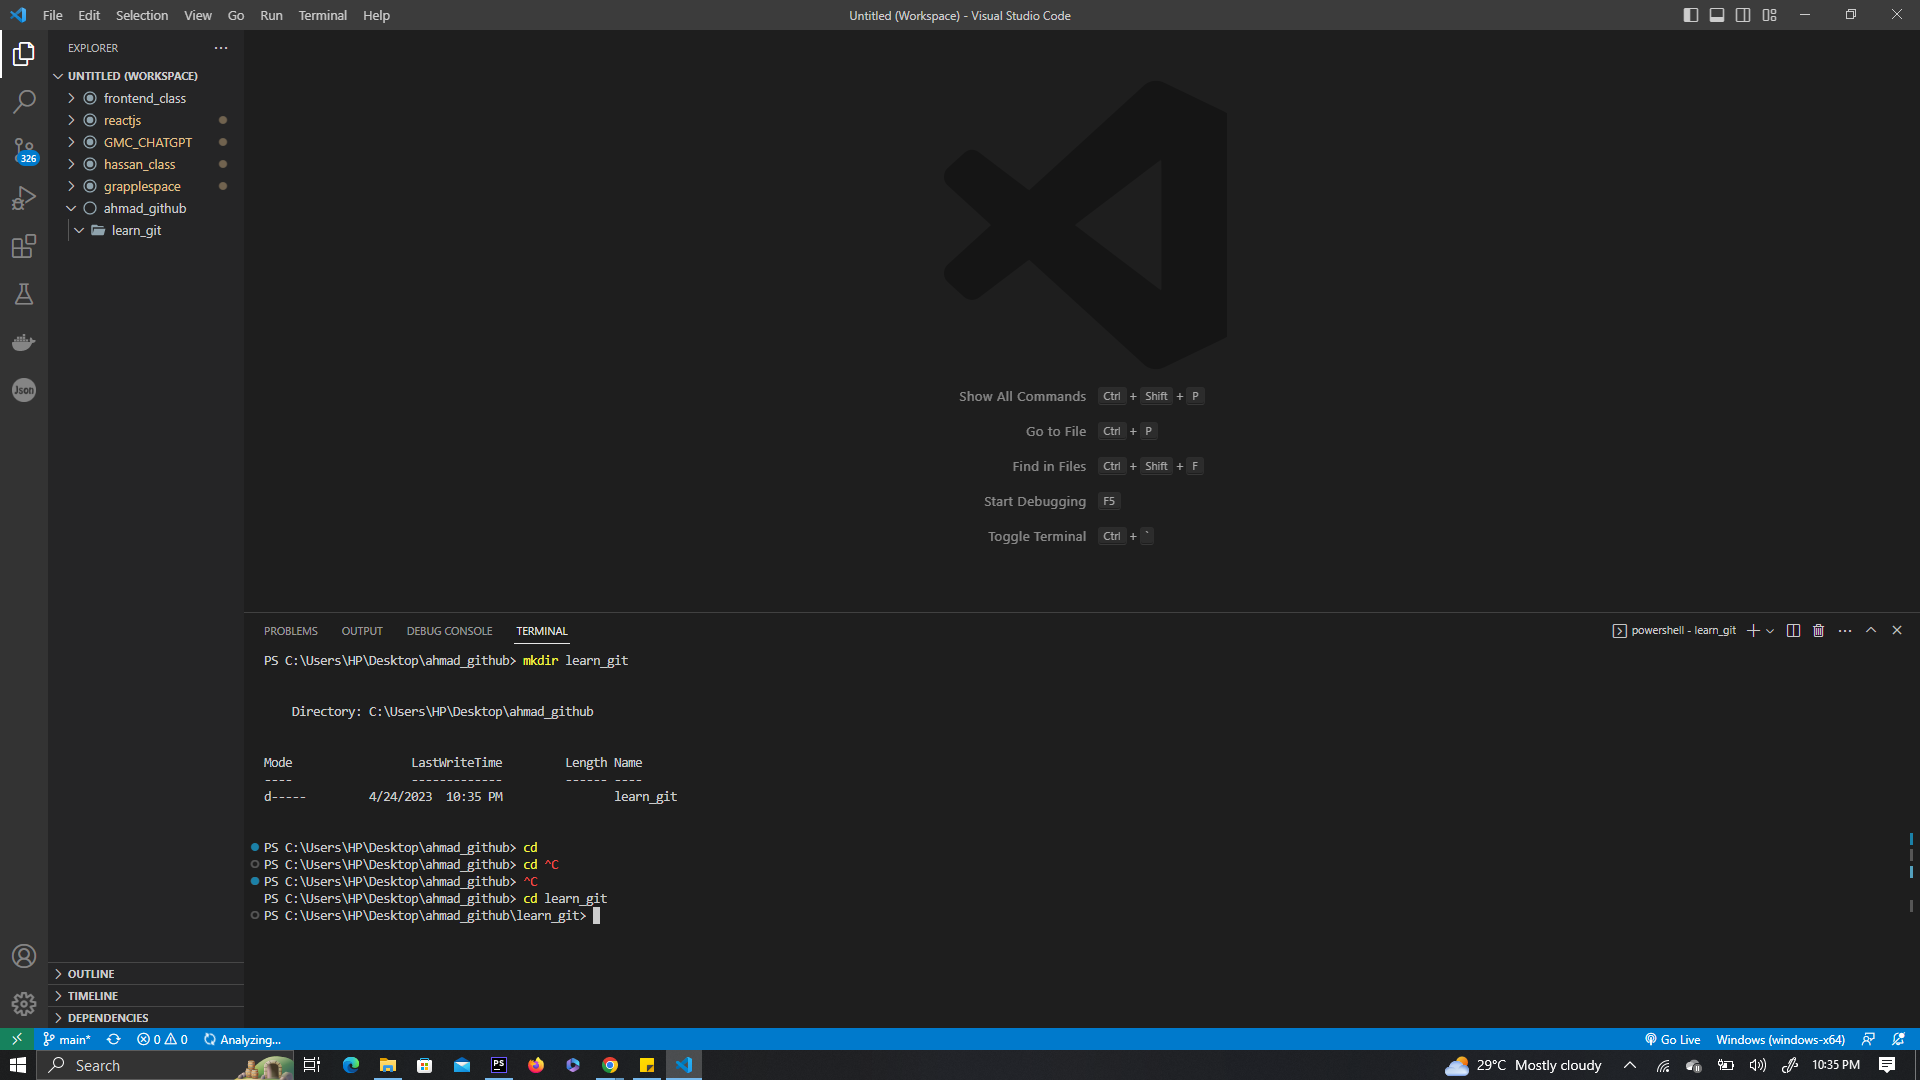 File Edit Selection View Go Run Terminal Help
Untitled (Workspace) - Visual Studio Code
EXPLORER
UNTITLED (WORKSPACE)
frontend_class
reactjs
GMC_CHATGPT
326
hassan_class
grapplespace
ahmad_github
learn_git
Json
Show All Commands Ctrl + Shift + P
Go to File Ctrl + P
Find in Files Ctrl + Shift + F
Start Debugging F5
Toggle Terminal Ctrl + `
PROBLEMS OUTPUT DEBUG CONSOLE TERMINAL
powershell - learn_git
PS C:\Users\HP\Desktop\ahmad_github> mkdir learn_git
Directory: C:\Users\HP\Desktop\ahmad_github
Mode LastWriteTime Length Name
---- ------------- ------ ----
d----- 4/24/2023 10:35 PM learn_git
PS C:\Users\HP\Desktop\ahmad_github> cd
PS C:\Users\HP\Desktop\ahmad_github> cd ^C
PS C:\Users\HP\Desktop\ahmad_github> ^C
PS C:\Users\HP\Desktop\ahmad_github> cd learn_git
PS C:\Users\HP\Desktop\ahmad_github\learn_git>
OUTLINE
TIMELINE
DEPENDENCIES
main* 0 0 Analyzing...
Go Live Windows (windows-x64)
Search
PS
29°C Mostly cloudy
10:35 PM